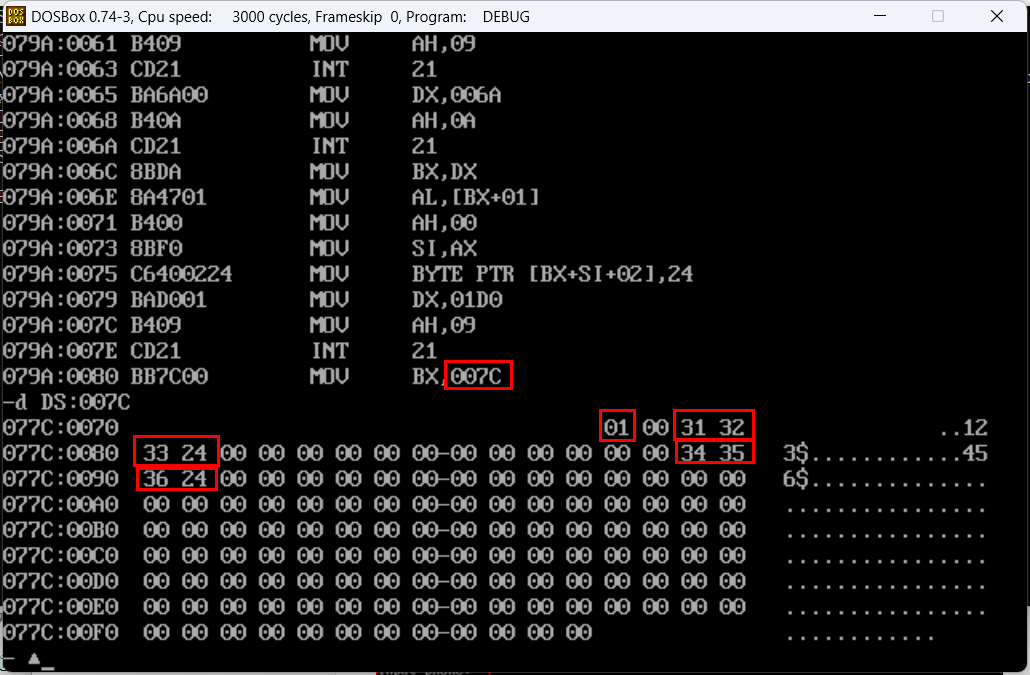 DOSBox 0.74-3, Cpu speed: 3000 cycles, Frameskip 0, Program: DEBUG
079A:0061 B409 MOV AH,09
079A:0063 CD21 INT 21
079A:0065 BA6A00 MOV DX,006A
079A:0068 B40A MOV AH,0A
079A:006A CD21 INT 21
079A:006C 8BDA MOV BX,DX
079A:006E 8A4701 MOV AL,[BX+01]
079A:0071 B400 MOV AH,00
079A:0073 8BF0 MOV SI,AX
079A:0075 C6400224 MOV BYTE PTR [BX+SI+02],24
079A:0079 BAD001 MOV DX,01D0
079A:007C B409 MOV AH,09
079A:007E CD21 INT 21
079A:0080 BB7C00 MOV BX,007C
-d DS:007C
077C:0070 01 00 31 32 ..12
077C:0080 33 24 00 00 00 00 00 00-00 00 00 00 00 00 34 35 3$............45
077C:0090 36 24 00 00 00 00 00 00-00 00 00 00 00 00 00 00 6$..............
077C:00A0 00 00 00 00 00 00 00 00-00 00 00 00 00 00 00 00 ................
077C:00B0 00 00 00 00 00 00 00 00-00 00 00 00 00 00 00 00 ................
077C:00C0 00 00 00 00 00 00 00 00-00 00 00 00 00 00 00 00 ................
077C:00D0 00 00 00 00 00 00 00 00-00 00 00 00 00 00 00 00 ................
077C:00E0 00 00 00 00 00 00 00 00-00 00 00 00 00 00 00 00 ................
077C:00F0 00 00 00 00 00 00 00 00-00 00 00 00 ............
- ▲_